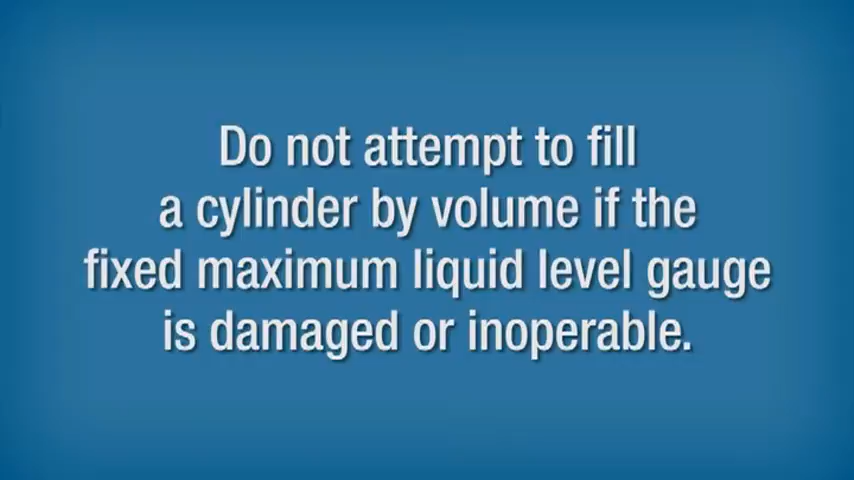 Do not attempt to fill
a cylinder by volume if the
fixed maximum liquid level gauge
is damaged or inoperable.